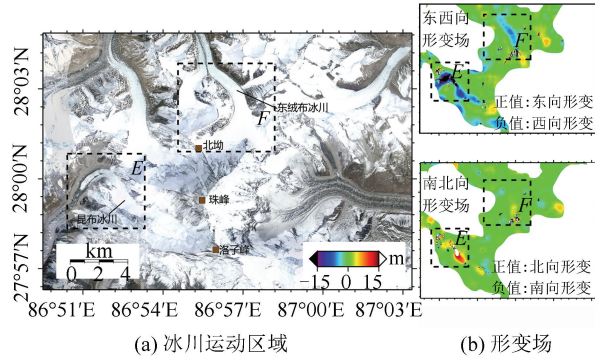 28°03′N
28°00′N
27°57′N
F
东绒布冰川
北坳
E
珠峰
昆布冰川
洛子峰
km
0 2 4
−15 0 15
m
86°51′E 86°54′E 86°57′E 87°00′E 87°03′E
(a) 冰川运动区域
东西向
形变场
F
E
正值:东向形变
负值:西向形变
南北向
形变场
F
E
正值:北向形变
负值:南向形变
(b) 形变场